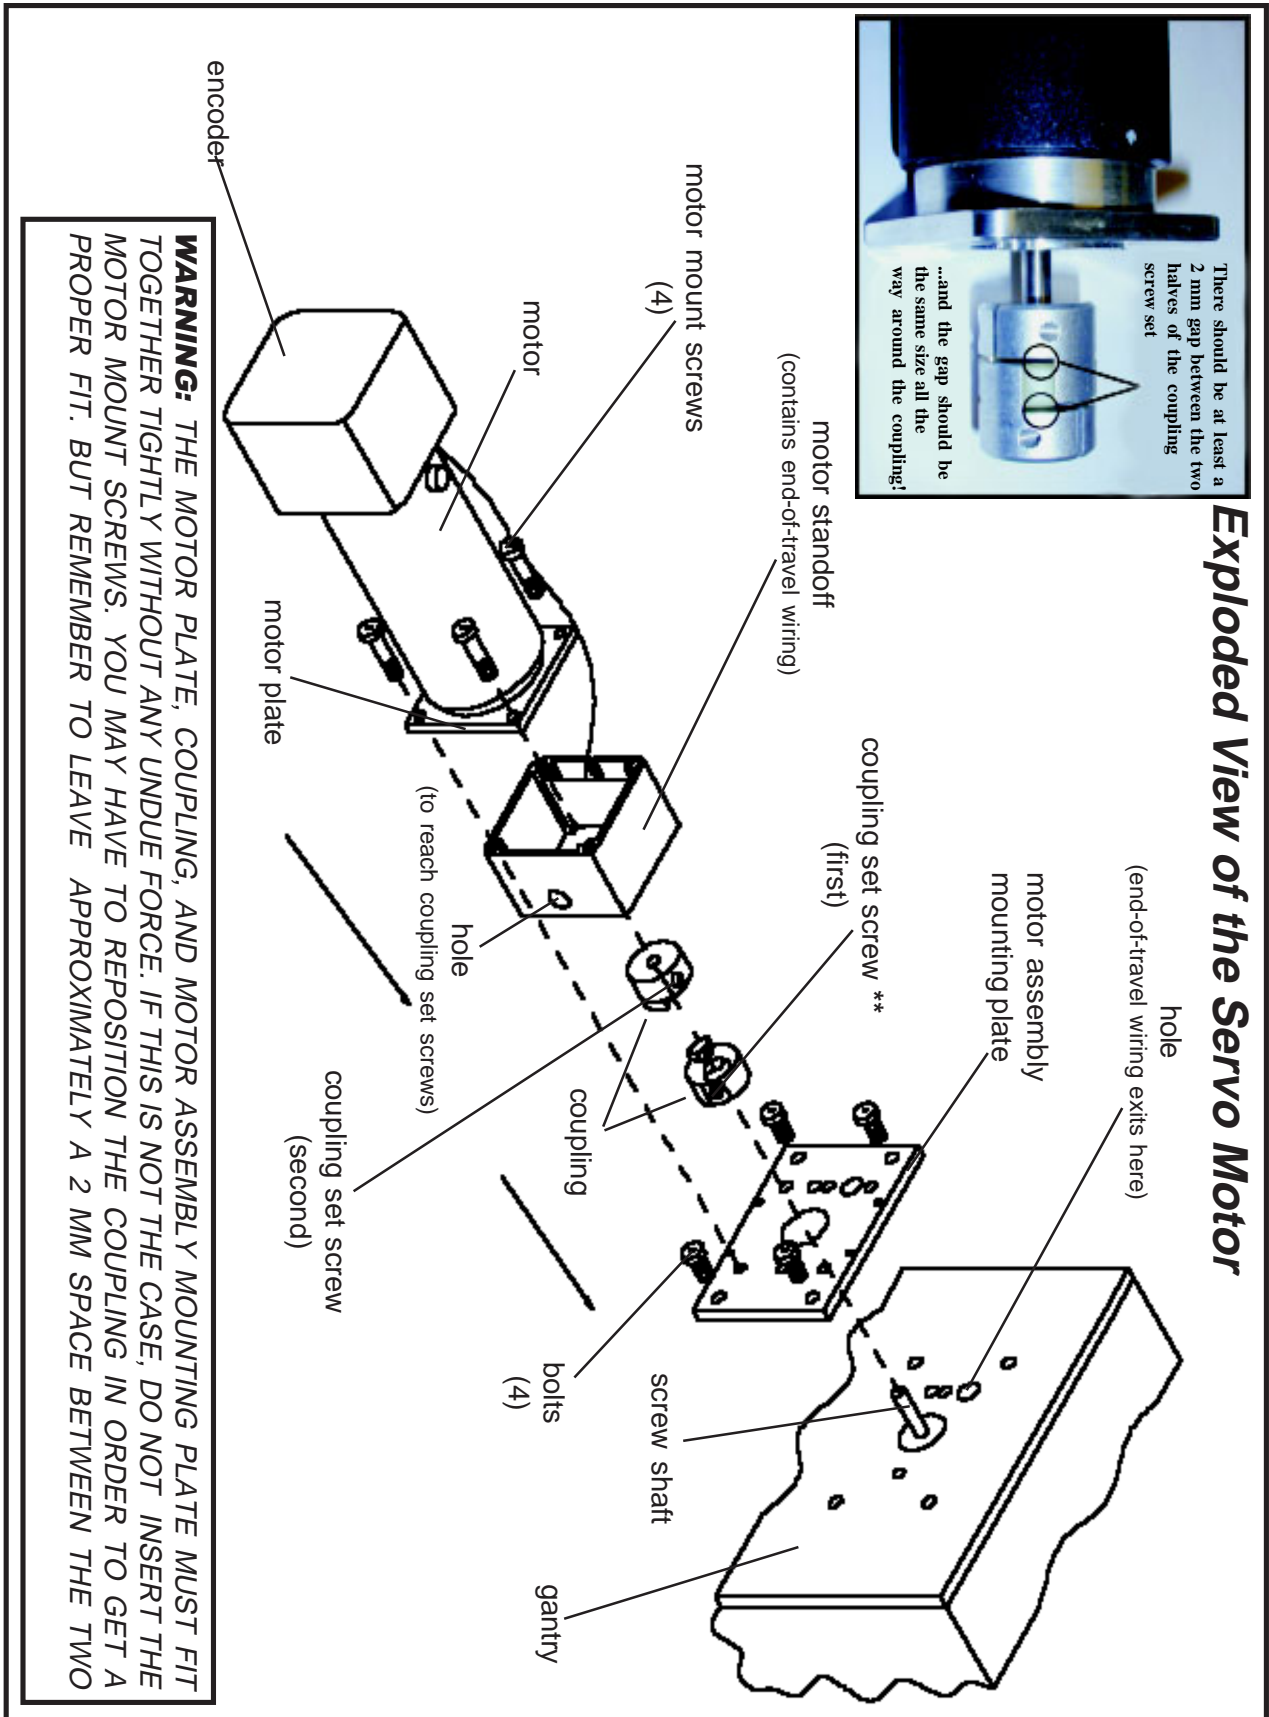 Exploded View of the Servo Motor
There should be at least a
2 mm gap between the two
halves of the coupling
screw set
...and the gap should be
the same size all the
way around the coupling!
hole
(end-of-travel wiring exits here)
motor assembly
mounting plate
coupling set screw **
(first)
motor standoff
(contains end-of-travel wiring)
motor mount screws
(4)
motor
encoder
motor plate
hole
(to reach coupling set screws)
coupling
coupling set screw
(second)
bolts
(4)
screw shaft
gantry
WARNING: THE MOTOR PLATE, COUPLING, AND MOTOR ASSEMBLY MOUNTING PLATE MUST FIT
TOGETHER TIGHTLY WITHOUT ANY UNDUE FORCE. IF THIS IS NOT THE CASE, DO NOT INSERT THE
MOTOR MOUNT SCREWS. YOU MAY HAVE TO REPOSITION THE COUPLING IN ORDER TO GET A
PROPER FIT. BUT REMEMBER TO LEAVE APPROXIMATELY A 2 MM SPACE BETWEEN THE TWO